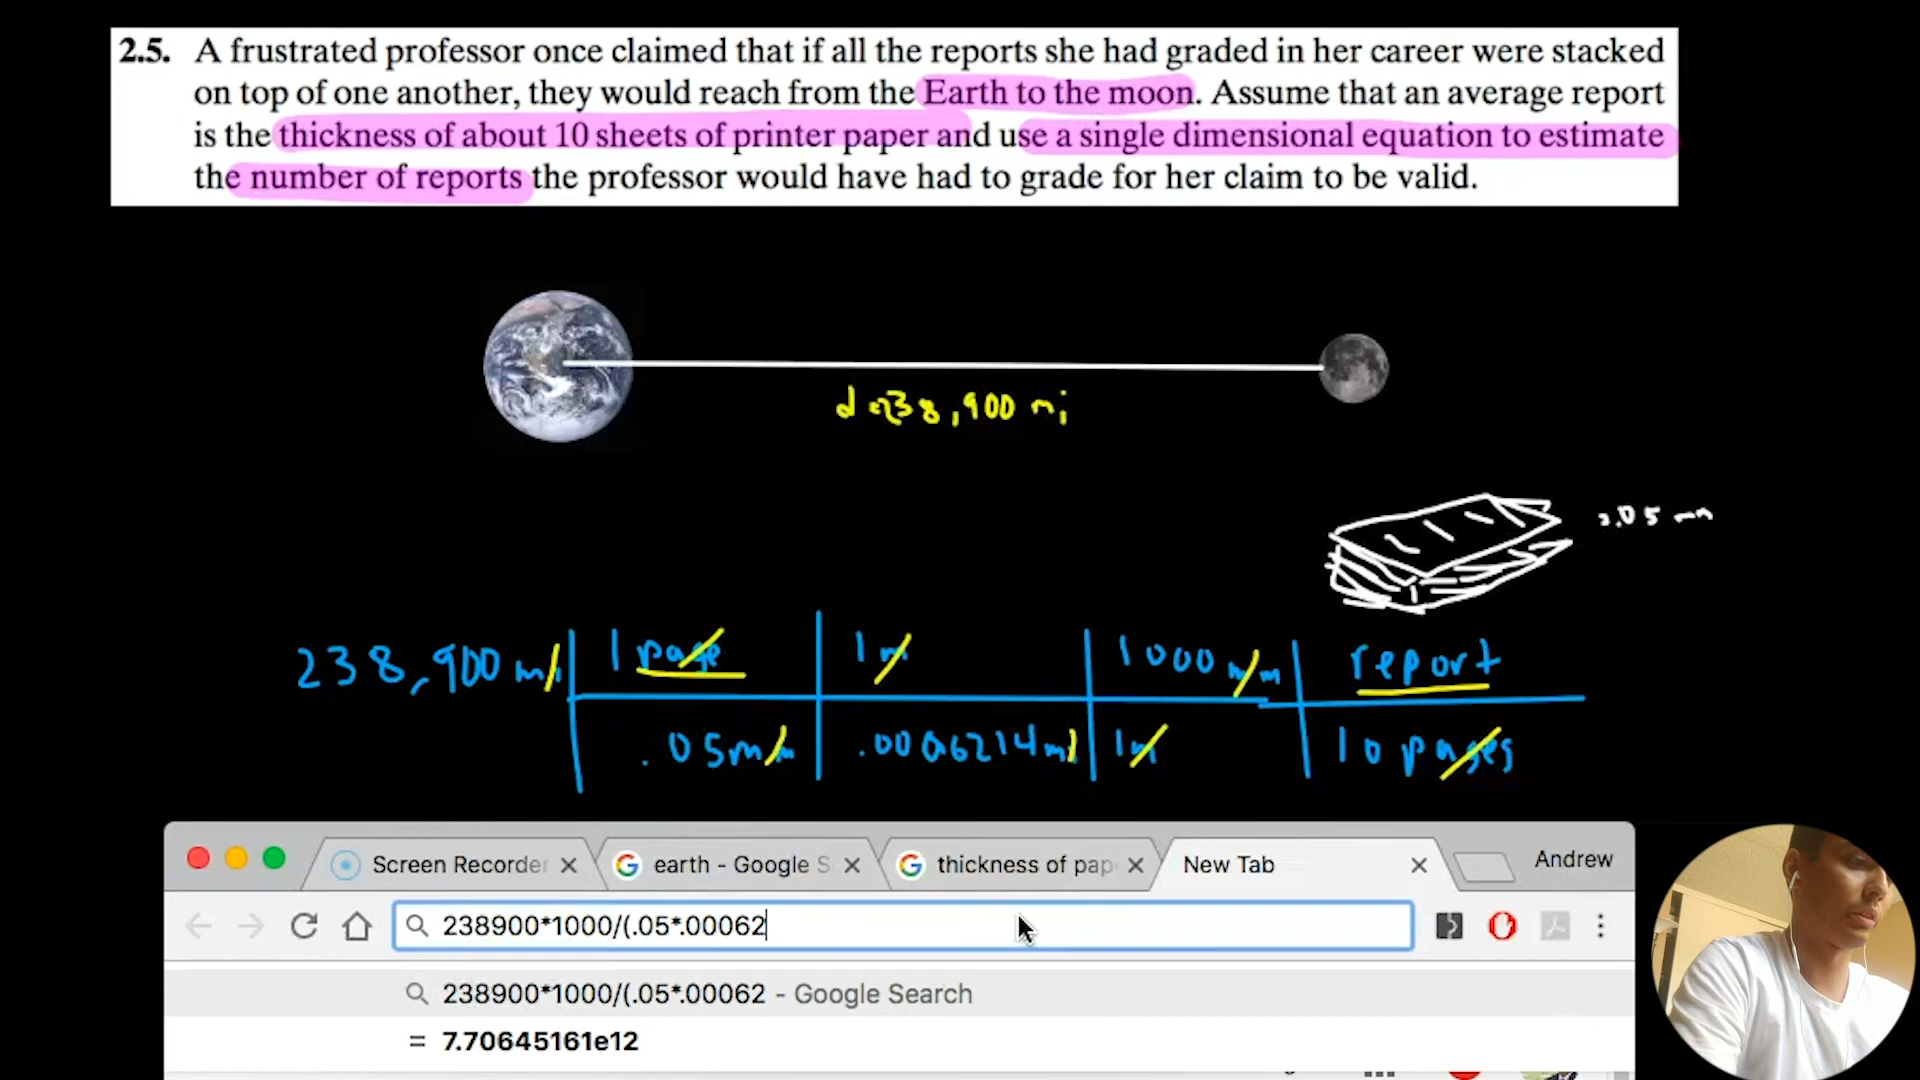 2.5. A frustrated professor once claimed that if all the reports she had graded in her career were stacked
on top of one another, they would reach from the Earth to the moon. Assume that an average report
is the thickness of about 10 sheets of printer paper and use a single dimensional equation to estimate
the number of reports the professor would have had to grade for her claim to be valid.
d=238,900 mi
.05 mm
238,900 mi 1 page 1 m 1000 mm report
.05mm .0006214mi 1m 10 pages
Screen Recorder earth - Google S thickness of pap New Tab Andrew
238900*1000/(.05*.00062
238900*1000/(.05*.00062 - Google Search
= 7.70645161e12